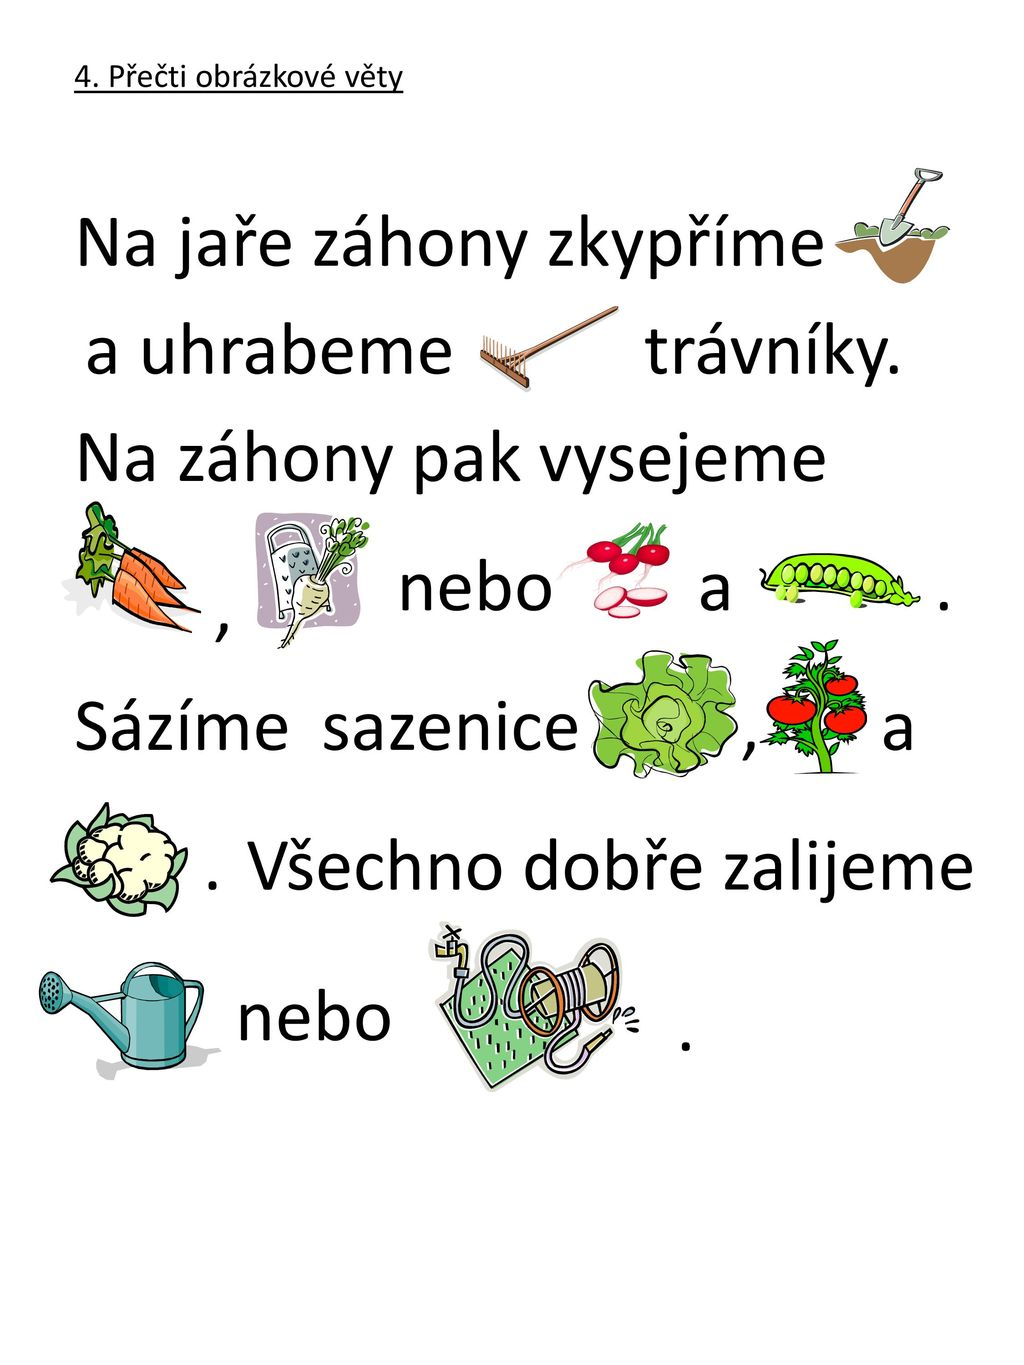 4. Přečti obrázkové věty
Na jaře záhony zkypříme
a uhrabeme trávníky.
Na záhony pak vysejeme
, nebo a .
Sázíme sazenice , a
. Všechno dobře zalijeme
nebo .